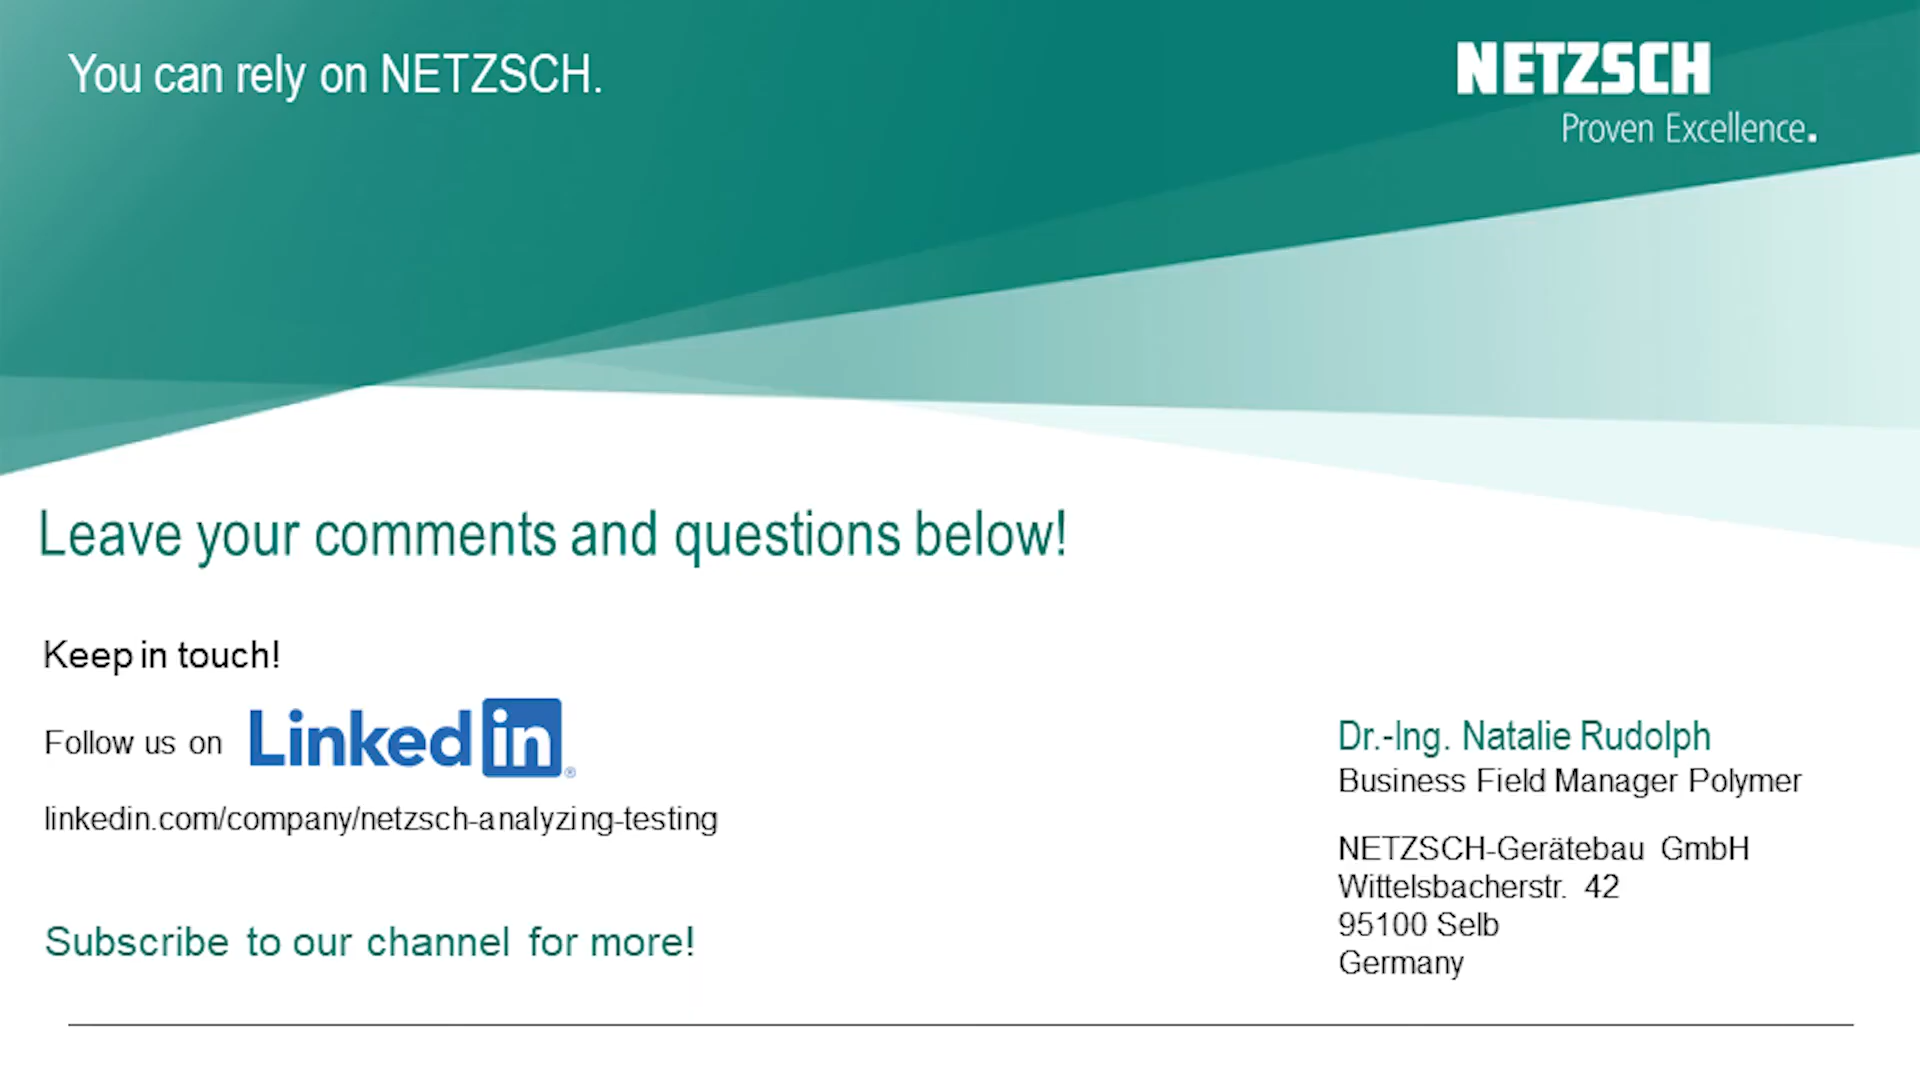 You can rely on NETZSCH.
NETZSCH
Proven Excellence.
Leave your comments and questions below!
Keep in touch!
Follow us on LinkedIn®
linkedin.com/company/netzsch-analyzing-testing
Subscribe to our channel for more!
Dr.-Ing. Natalie Rudolph
Business Field Manager Polymer
NETZSCH-Gerätebau GmbH
Wittelsbacherstr. 42
95100 Selb
Germany